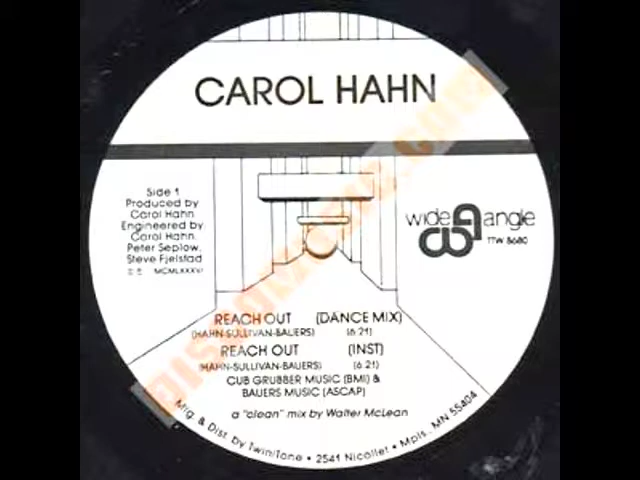 CAROL HAHN
Side 1
Produced by
Carol Hahn
Engineered by
Carol Hahn,
Peter Seplow,
Steve Fjelstad
MCMLXXXVI
wide angle
TTW 8680
REACH OUT (DANCE MIX)
(HAHN-SULLIVAN-BAUERS) (6:21)
REACH OUT (INST)
(HAHN-SULLIVAN-BAUERS) (6:21)
CUB GRUBBER MUSIC (BMI) &
BAUERS MUSIC (ASCAP)
a "clean" mix by Walter McLean
Mfg. & Dist. by Twin/Tone • 2541 Nicollet • Mpls., MN 55404